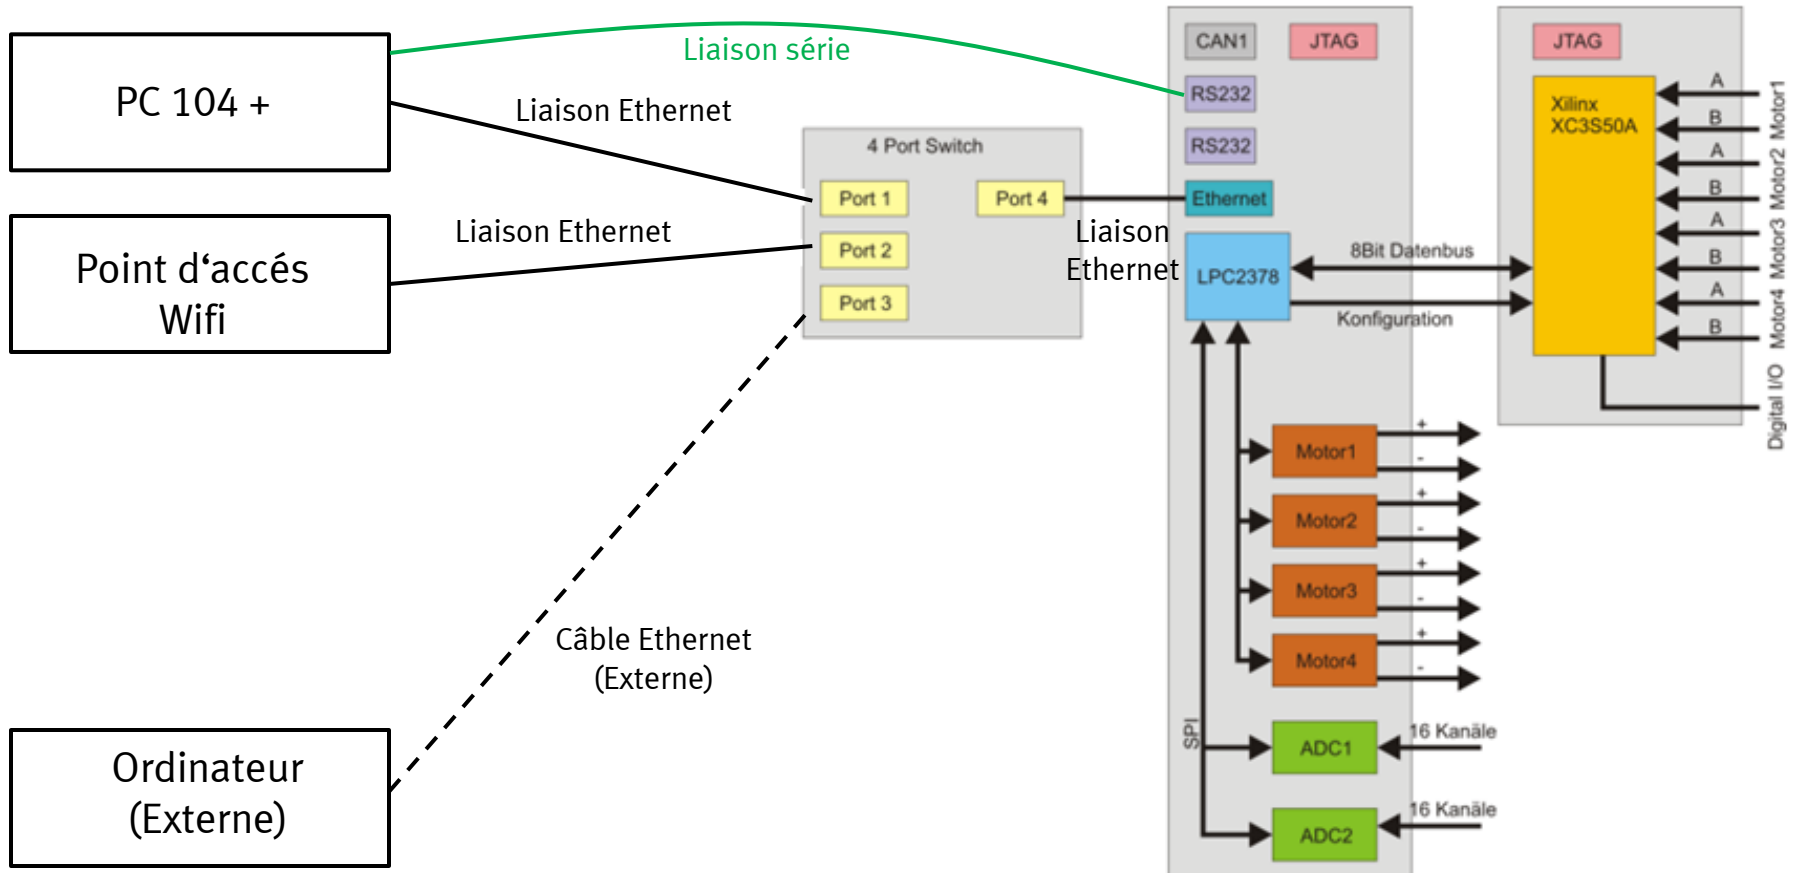 PC 104 +
Liaison série
Liaison Ethernet
Point d‘accés
Wifi
Liaison Ethernet
4 Port Switch
Port 1
Port 2
Port 3
Port 4
Liaison
Ethernet
Câble Ethernet
(Externe)
Ordinateur
(Externe)
CAN1
JTAG
RS232
RS232
Ethernet
LPC2378
8Bit Datenbus
Konfiguration
SPI
Motor1
+
-
Motor2
+
-
Motor3
+
-
Motor4
+
-
ADC1
16 Kanäle
ADC2
16 Kanäle
JTAG
Xilinx
XC3S50A
A
B
Motor1
A
B
Motor2
A
B
Motor3
A
B
Motor4
Digital I/O